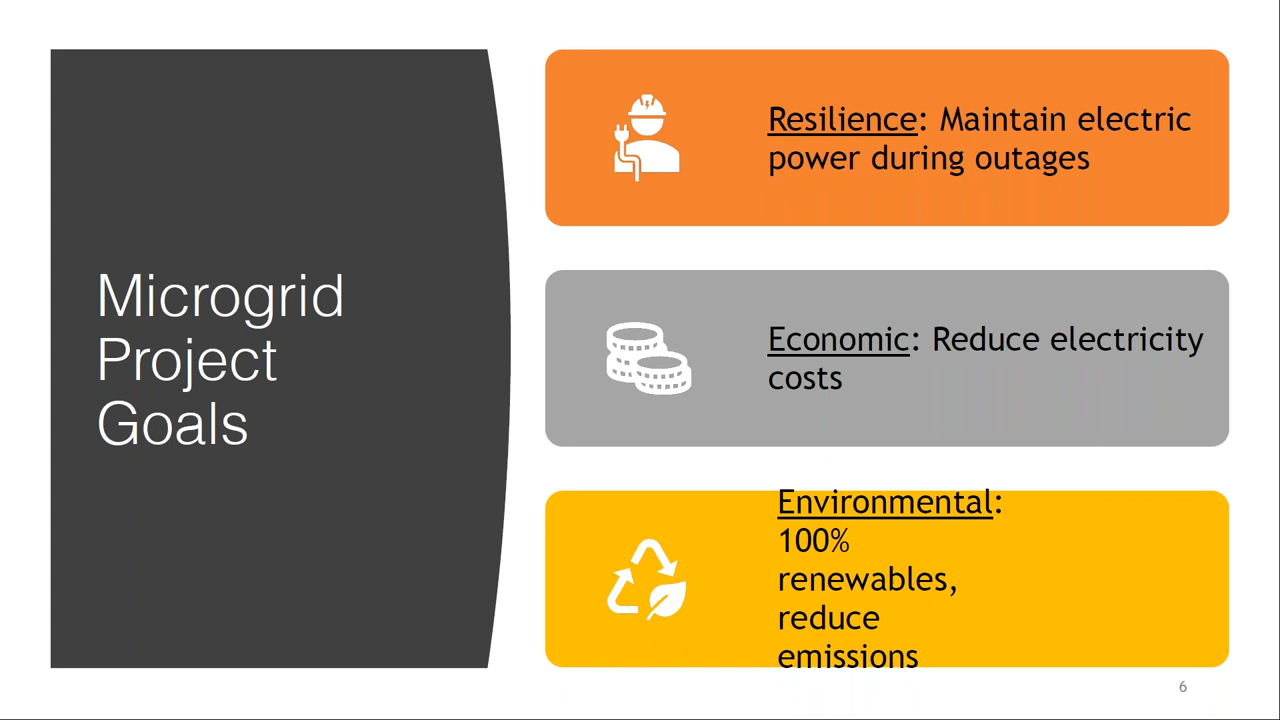 Microgrid
Project
Goals
Resilience: Maintain electric
power during outages
Economic: Reduce electricity
costs
Environmental:
100%
renewables,
reduce
emissions
6